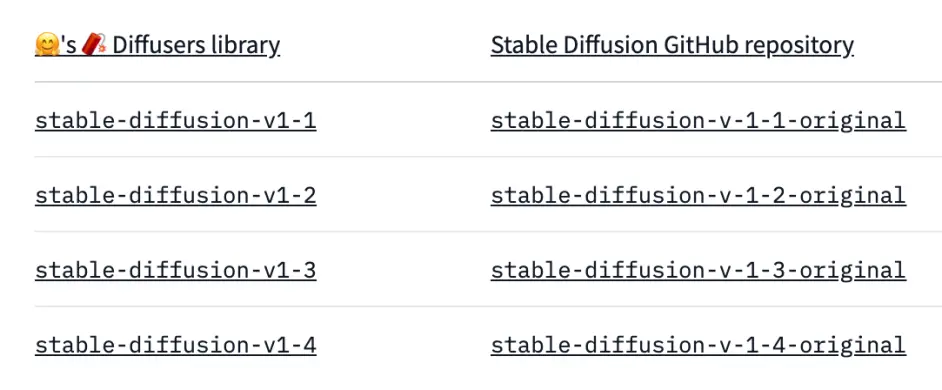 🤗's 🧨 Diffusers library Stable Diffusion GitHub repository
stable-diffusion-v1-1 stable-diffusion-v-1-1-original
stable-diffusion-v1-2 stable-diffusion-v-1-2-original
stable-diffusion-v1-3 stable-diffusion-v-1-3-original
stable-diffusion-v1-4 stable-diffusion-v-1-4-original